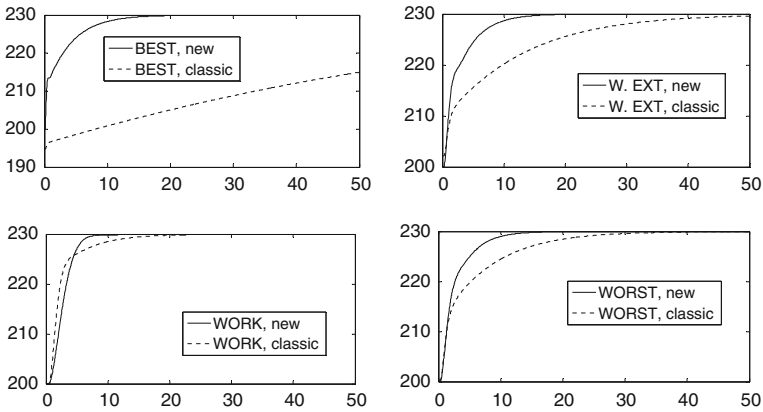 230
220
210
200
190
0 10 20 30 40 50
BEST, new
BEST, classic
230
220
210
200
0 10 20 30 40 50
W. EXT, new
W. EXT, classic
230
220
210
200
0 10 20 30 40 50
WORK, new
WORK, classic
230
220
210
200
0 10 20 30 40 50
WORST, new
WORST, classic